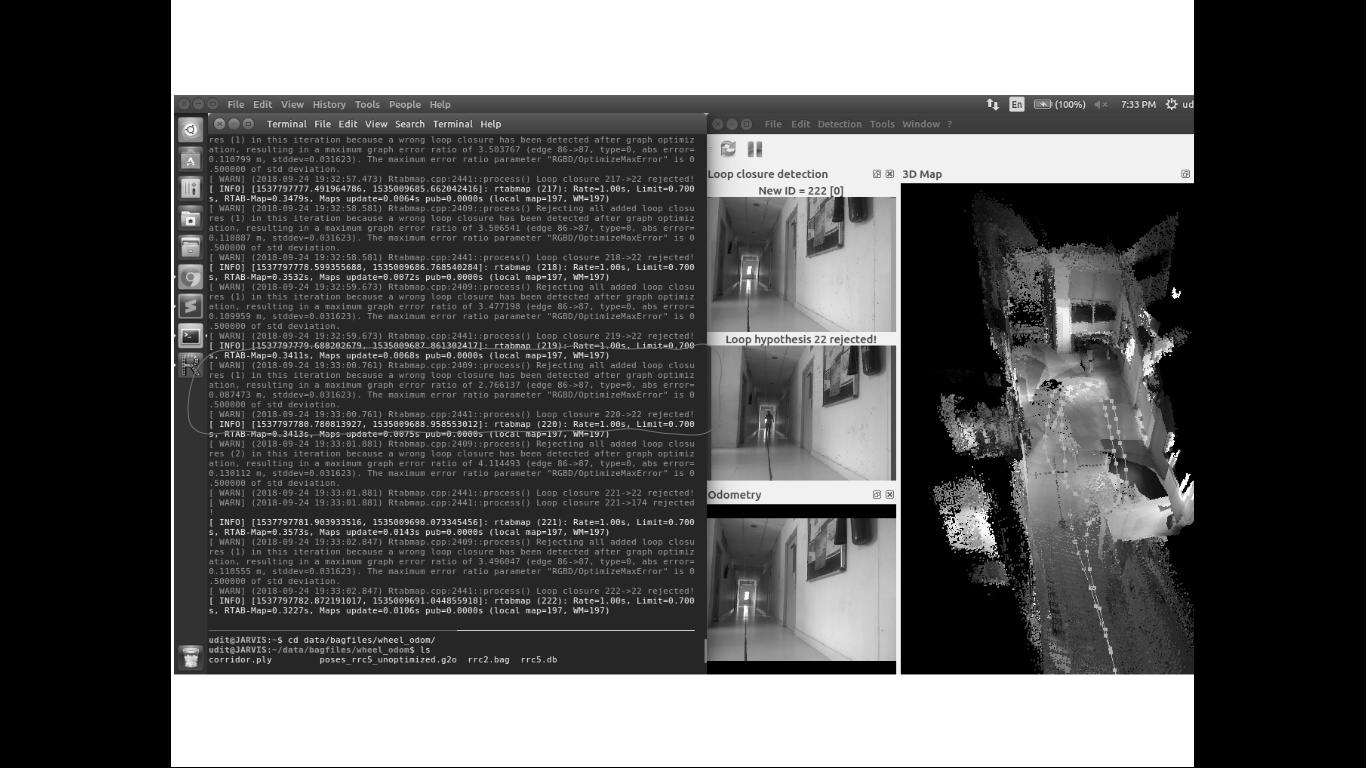 File Edit View History Tools People Help
En (100%) 7:33 PM ud
Terminal File Edit View Search Terminal Help
File Edit Detection Tools Window ?
res (1) in this iteration because a wrong loop closure has been detected after graph optimiz
ation, resulting in a maximum graph error ratio of 3.503767 (edge 86->87, type=0, abs error=
0.110799 m, stddev=0.031623). The maximum error ratio parameter "RGBD/OptimizeMaxError" is 0
.500000 of std deviation.
[ WARN] (2018-09-24 19:32:57.473) Rtabmap.cpp:2441::process() Loop closure 217->22 rejected!
[ INFO] [1537797777.491964786, 1535009685.662042416]: rtabmap (217): Rate=1.00s, Limit=0.700
s, RTAB-Map=0.3479s, Maps update=0.0064s pub=0.0000s (local map=197, WM=197)
[ WARN] (2018-09-24 19:32:58.581) Rtabmap.cpp:2409::process() Rejecting all added loop closu
res (1) in this iteration because a wrong loop closure has been detected after graph optimiz
ation, resulting in a maximum graph error ratio of 3.506541 (edge 86->87, type=0, abs error=
0.110887 m, stddev=0.031623). The maximum error ratio parameter "RGBD/OptimizeMaxError" is 0
.500000 of std deviation.
[ WARN] (2018-09-24 19:32:58.581) Rtabmap.cpp:2441::process() Loop closure 218->22 rejected!
[ INFO] [1537797778.599355688, 1535009686.768540284]: rtabmap (218): Rate=1.00s, Limit=0.700
s, RTAB-Map=0.3532s, Maps update=0.0072s pub=0.0000s (local map=197, WM=197)
[ WARN] (2018-09-24 19:32:59.673) Rtabmap.cpp:2409::process() Rejecting all added loop closu
res (1) in this iteration because a wrong loop closure has been detected after graph optimiz
ation, resulting in a maximum graph error ratio of 3.477198 (edge 86->87, type=0, abs error=
0.109959 m, stddev=0.031623). The maximum error ratio parameter "RGBD/OptimizeMaxError" is 0
.500000 of std deviation.
[ WARN] (2018-09-24 19:32:59.673) Rtabmap.cpp:2441::process() Loop closure 219->22 rejected!
[ INFO] [1537797779.688202679, 1535009687.861302417]: rtabmap (219): Rate=1.00s, Limit=0.700
s, RTAB-Map=0.3411s, Maps update=0.0068s pub=0.0000s (local map=197, WM=197)
[ WARN] (2018-09-24 19:33:00.761) Rtabmap.cpp:2409::process() Rejecting all added loop closu
res (1) in this iteration because a wrong loop closure has been detected after graph optimiz
ation, resulting in a maximum graph error ratio of 2.766137 (edge 86->87, type=0, abs error=
0.087473 m, stddev=0.031623). The maximum error ratio parameter "RGBD/OptimizeMaxError" is 0
.500000 of std deviation.
[ WARN] (2018-09-24 19:33:00.761) Rtabmap.cpp:2441::process() Loop closure 220->22 rejected!
[ INFO] [1537797780.780813927, 1535009688.958553012]: rtabmap (220): Rate=1.00s, Limit=0.700
s, RTAB-Map=0.3413s, Maps update=0.0075s pub=0.0000s (local map=197, WM=197)
[ WARN] (2018-09-24 19:33:01.881) Rtabmap.cpp:2409::process() Rejecting all added loop closu
res (2) in this iteration because a wrong loop closure has been detected after graph optimiz
ation, resulting in a maximum graph error ratio of 4.114493 (edge 86->87, type=0, abs error=
0.130112 m, stddev=0.031623). The maximum error ratio parameter "RGBD/OptimizeMaxError" is 0
.500000 of std deviation.
[ WARN] (2018-09-24 19:33:01.881) Rtabmap.cpp:2441::process() Loop closure 221->22 rejected!
[ WARN] (2018-09-24 19:33:01.881) Rtabmap.cpp:2441::process() Loop closure 221->174 rejected
!
[ INFO] [1537797781.903933516, 1535009690.073345456]: rtabmap (221): Rate=1.00s, Limit=0.700
s, RTAB-Map=0.3573s, Maps update=0.0143s pub=0.0000s (local map=197, WM=197)
[ WARN] (2018-09-24 19:33:02.847) Rtabmap.cpp:2409::process() Rejecting all added loop closu
res (1) in this iteration because a wrong loop closure has been detected after graph optimiz
ation, resulting in a maximum graph error ratio of 3.496047 (edge 86->87, type=0, abs error=
0.110555 m, stddev=0.031623). The maximum error ratio parameter "RGBD/OptimizeMaxError" is 0
.500000 of std deviation.
[ WARN] (2018-09-24 19:33:02.847) Rtabmap.cpp:2441::process() Loop closure 222->22 rejected!
[ INFO] [1537797782.872191017, 1535009691.044855918]: rtabmap (222): Rate=1.00s, Limit=0.700
s, RTAB-Map=0.3227s, Maps update=0.0106s pub=0.0000s (local map=197, WM=197)
udit@JARVIS:~$ cd data/bagfiles/wheel_odom/
udit@JARVIS:~/data/bagfiles/wheel_odom$ ls
corridor.ply poses_rrc5_unoptimized.g2o rrc2.bag rrc5.db
Loop closure detection
New ID = 222 [0]
Loop hypothesis 22 rejected!
Odometry
3D Map